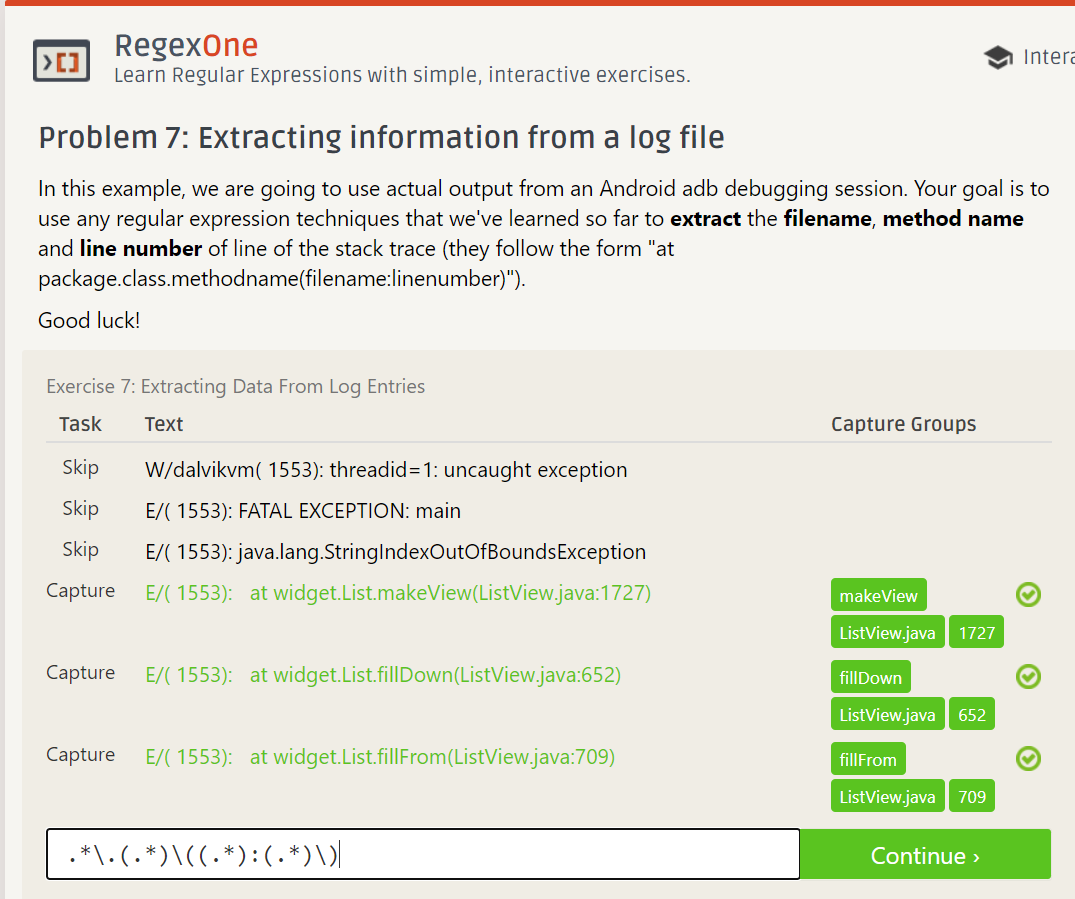 RegexOne
Learn Regular Expressions with simple, interactive exercises.
Problem 7: Extracting information from a log file
In this example, we are going to use actual output from an Android adb debugging session. Your goal is to
use any regular expression techniques that we've learned so far to extract the filename, method name
and line number of line of the stack trace (they follow the form "at
package.class.methodname(filename:linenumber)").
Good luck!
Exercise 7: Extracting Data From Log Entries
Task Text Capture Groups
Skip W/dalvikvm( 1553): threadid=1: uncaught exception
Skip E/( 1553): FATAL EXCEPTION: main
Skip E/( 1553): java.lang.StringIndexOutOfBoundsException
Capture E/( 1553):   at widget.List.makeView(ListView.java:1727) makeView
ListView.java 1727
Capture E/( 1553):   at widget.List.fillDown(ListView.java:652) fillDown
ListView.java 652
Capture E/( 1553):   at widget.List.fillFrom(ListView.java:709) fillFrom
ListView.java 709
.*\.(.*)\((.*):(.*)\) Continue ›